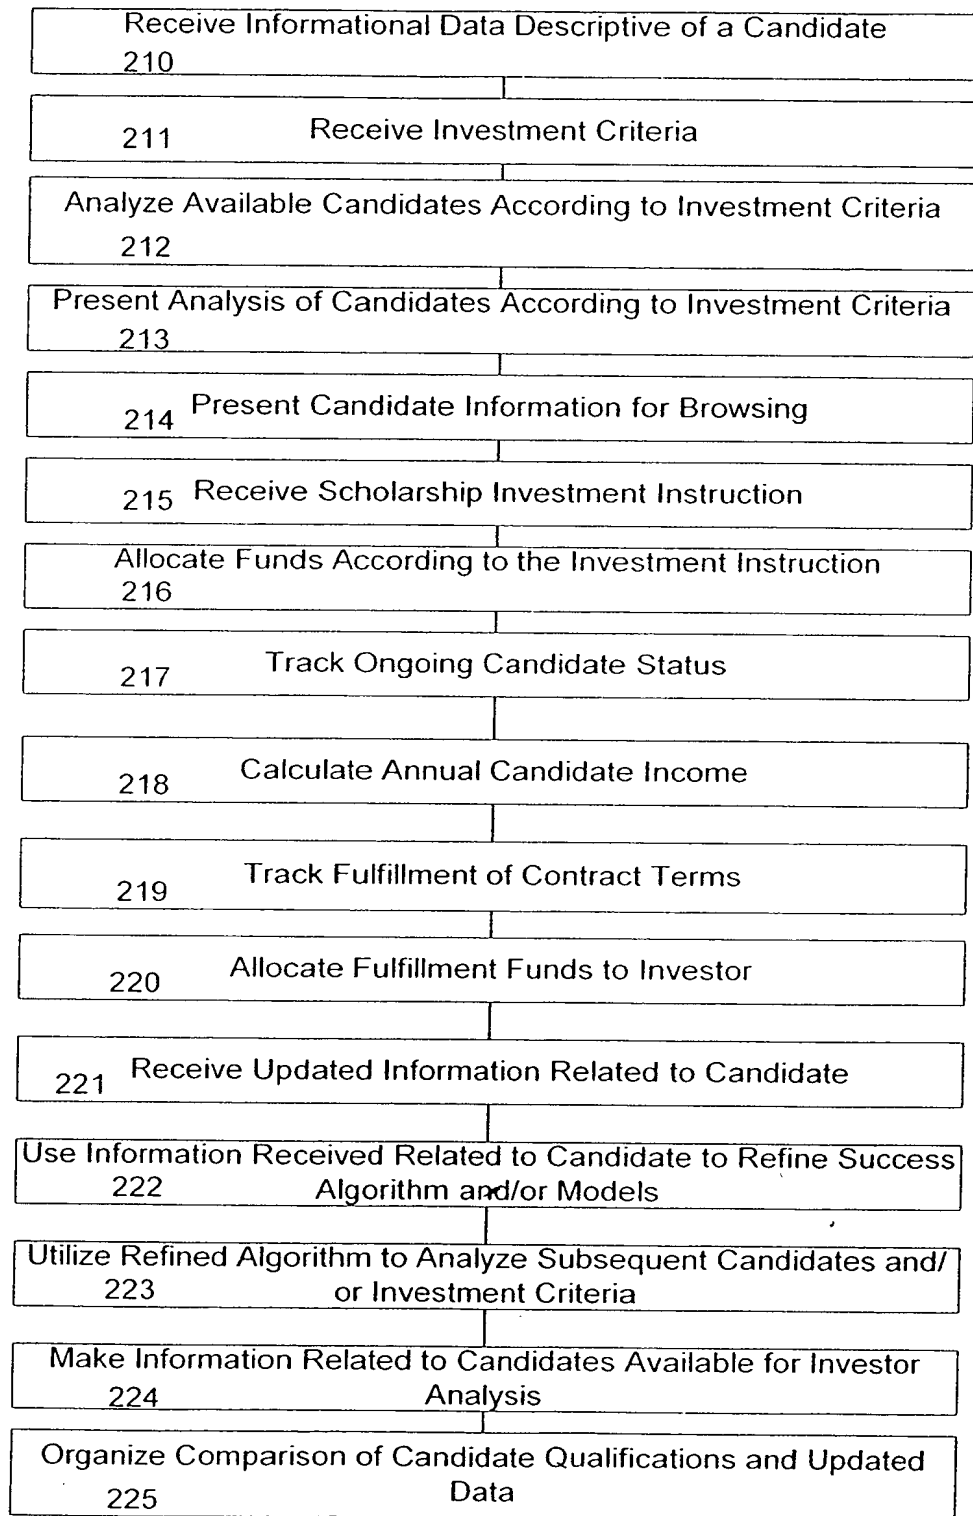 Receive Informational Data Descriptive of a Candidate
210
211 Receive Investment Criteria
Analyze Available Candidates According to Investment Criteria
212
Present Analysis of Candidates According to Investment Criteria
213
214 Present Candidate Information for Browsing
215 Receive Scholarship Investment Instruction
Allocate Funds According to the Investment Instruction
216
217 Track Ongoing Candidate Status
218 Calculate Annual Candidate Income
219 Track Fulfillment of Contract Terms
220 Allocate Fulfillment Funds to Investor
221 Receive Updated Information Related to Candidate
Use Information Received Related to Candidate to Refine Success
222 Algorithm and/or Models
Utilize Refined Algorithm to Analyze Subsequent Candidates and/
223 or Investment Criteria
Make Information Related to Candidates Available for Investor
224 Analysis
Organize Comparison of Candidate Qualifications and Updated
225 Data